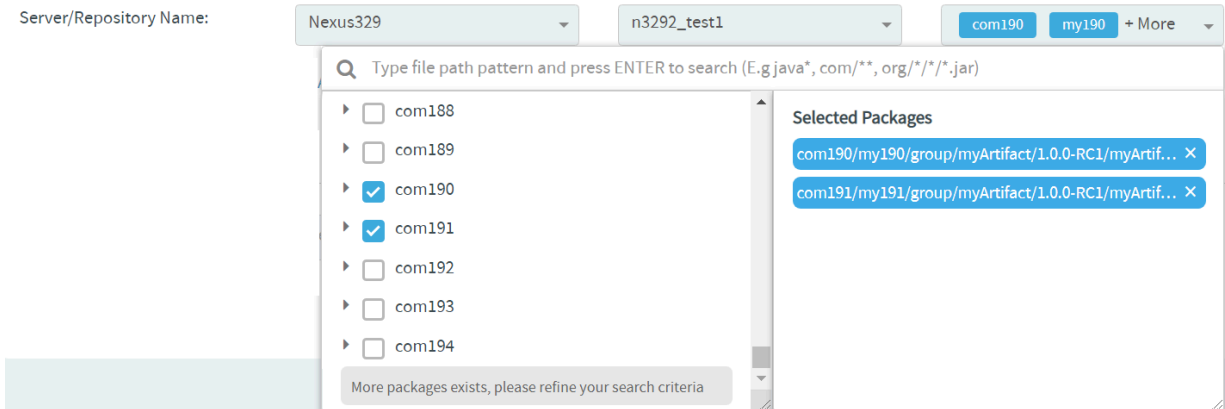 Server/Repository Name:
Nexus329
n3292_test1
com190 my190 + More
Type file path pattern and press ENTER to search (E.g java*, com/**, org/*/*/*.jar)
com188
com189
com190
com191
com192
com193
com194
More packages exists, please refine your search criteria
Selected Packages
com190/my190/group/myArtifact/1.0.0-RC1/myArtif... ×
com191/my191/group/myArtifact/1.0.0-RC1/myArtif... ×